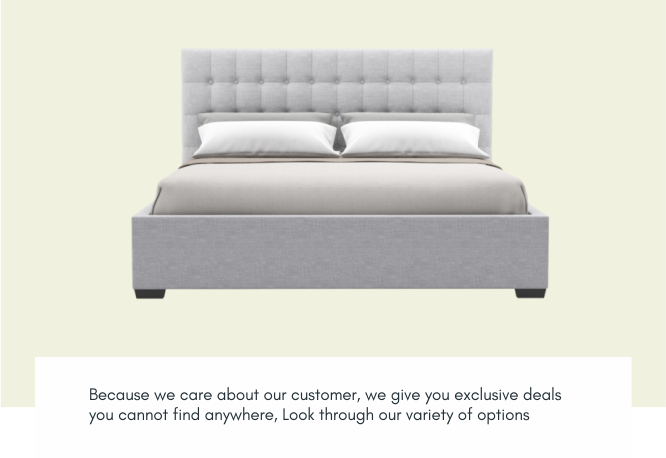 Because we care about our customer, we give you exclusive deals
you cannot find anywhere, Look through our variety of options